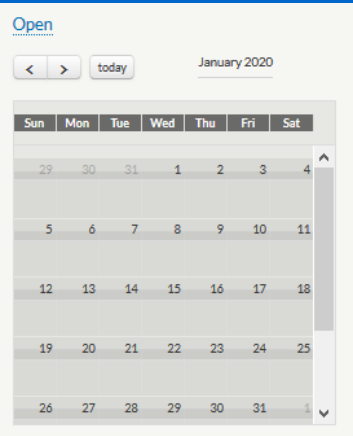 Open
< > today January 2020
Sun Mon Tue Wed Thu Fri Sat
29 30 31 1 2 3 4
5 6 7 8 9 10 11
12 13 14 15 16 17 18
19 20 21 22 23 24 25
26 27 28 29 30 31 1